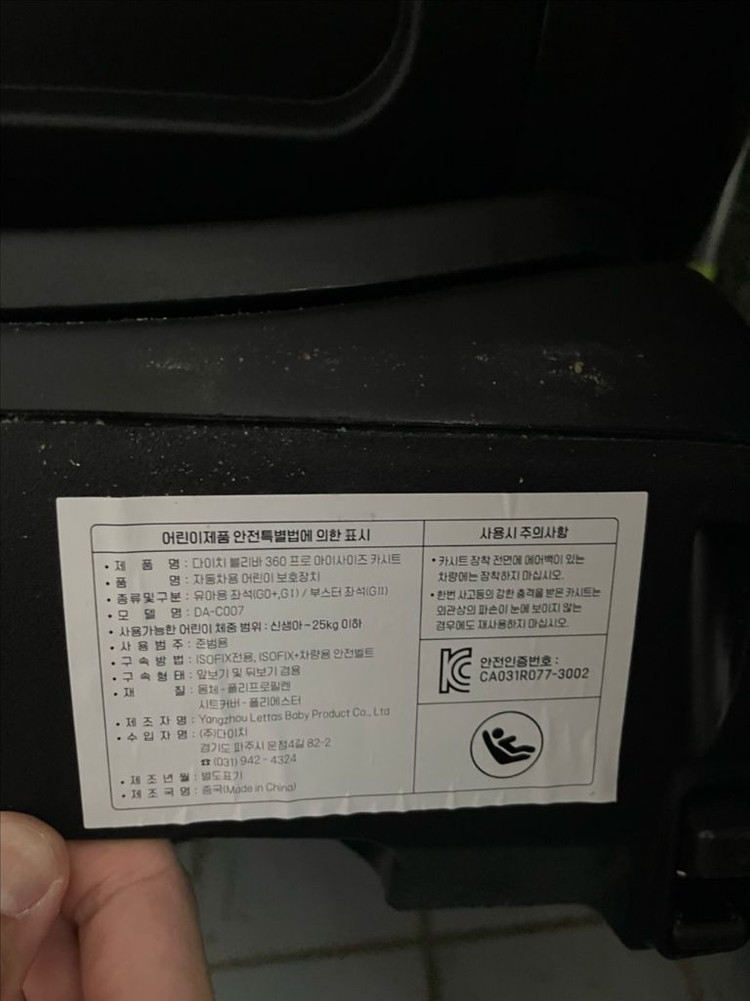 어린이제품 안전특별법에 의한 표시
• 제 품 명 : 다이치 볼리바 360 프로 아이사이즈 카시트
• 품 명 : 자동차용 어린이 보호장치
• 종류및구분 : 유아용 좌석(G0+,GI) / 부스터 좌석(GII)
• 모 델 명 : DA-C007
• 사용가능한 어린이 체중 범위 : 신생아~25kg 이하
• 사 용 범 주 : 준범용
• 구 속 방 법 : ISOFIX전용, ISOFIX+차량용 안전벨트
• 구 속 형 태 : 앞보기 및 뒤보기 겸용
• 재 질 : 몸체-폴리프로필렌
시트커버-폴리에스터
• 제 조 자 명 : Yangzhou Lettas Baby Product Co., Ltd
• 수 입 자 명 : (주)다이치
경기도 파주시 운정4길 82-2
☎ (031) 942-4324
• 제 조 년 월 : 별도표기
• 제 조 국 명 : 중국(Made in China)
사용시 주의사항
• 카시트 장착 전면에 에어백이 있는
차량에는 장착하지 마십시오.
• 한번 사고등의 강한 충격을 받은 카시트는
외관상의 파손이 눈에 보이지 않는
경우에도 재사용하지 마십시오.
KC 안전인증번호 :
CA031R077-3002